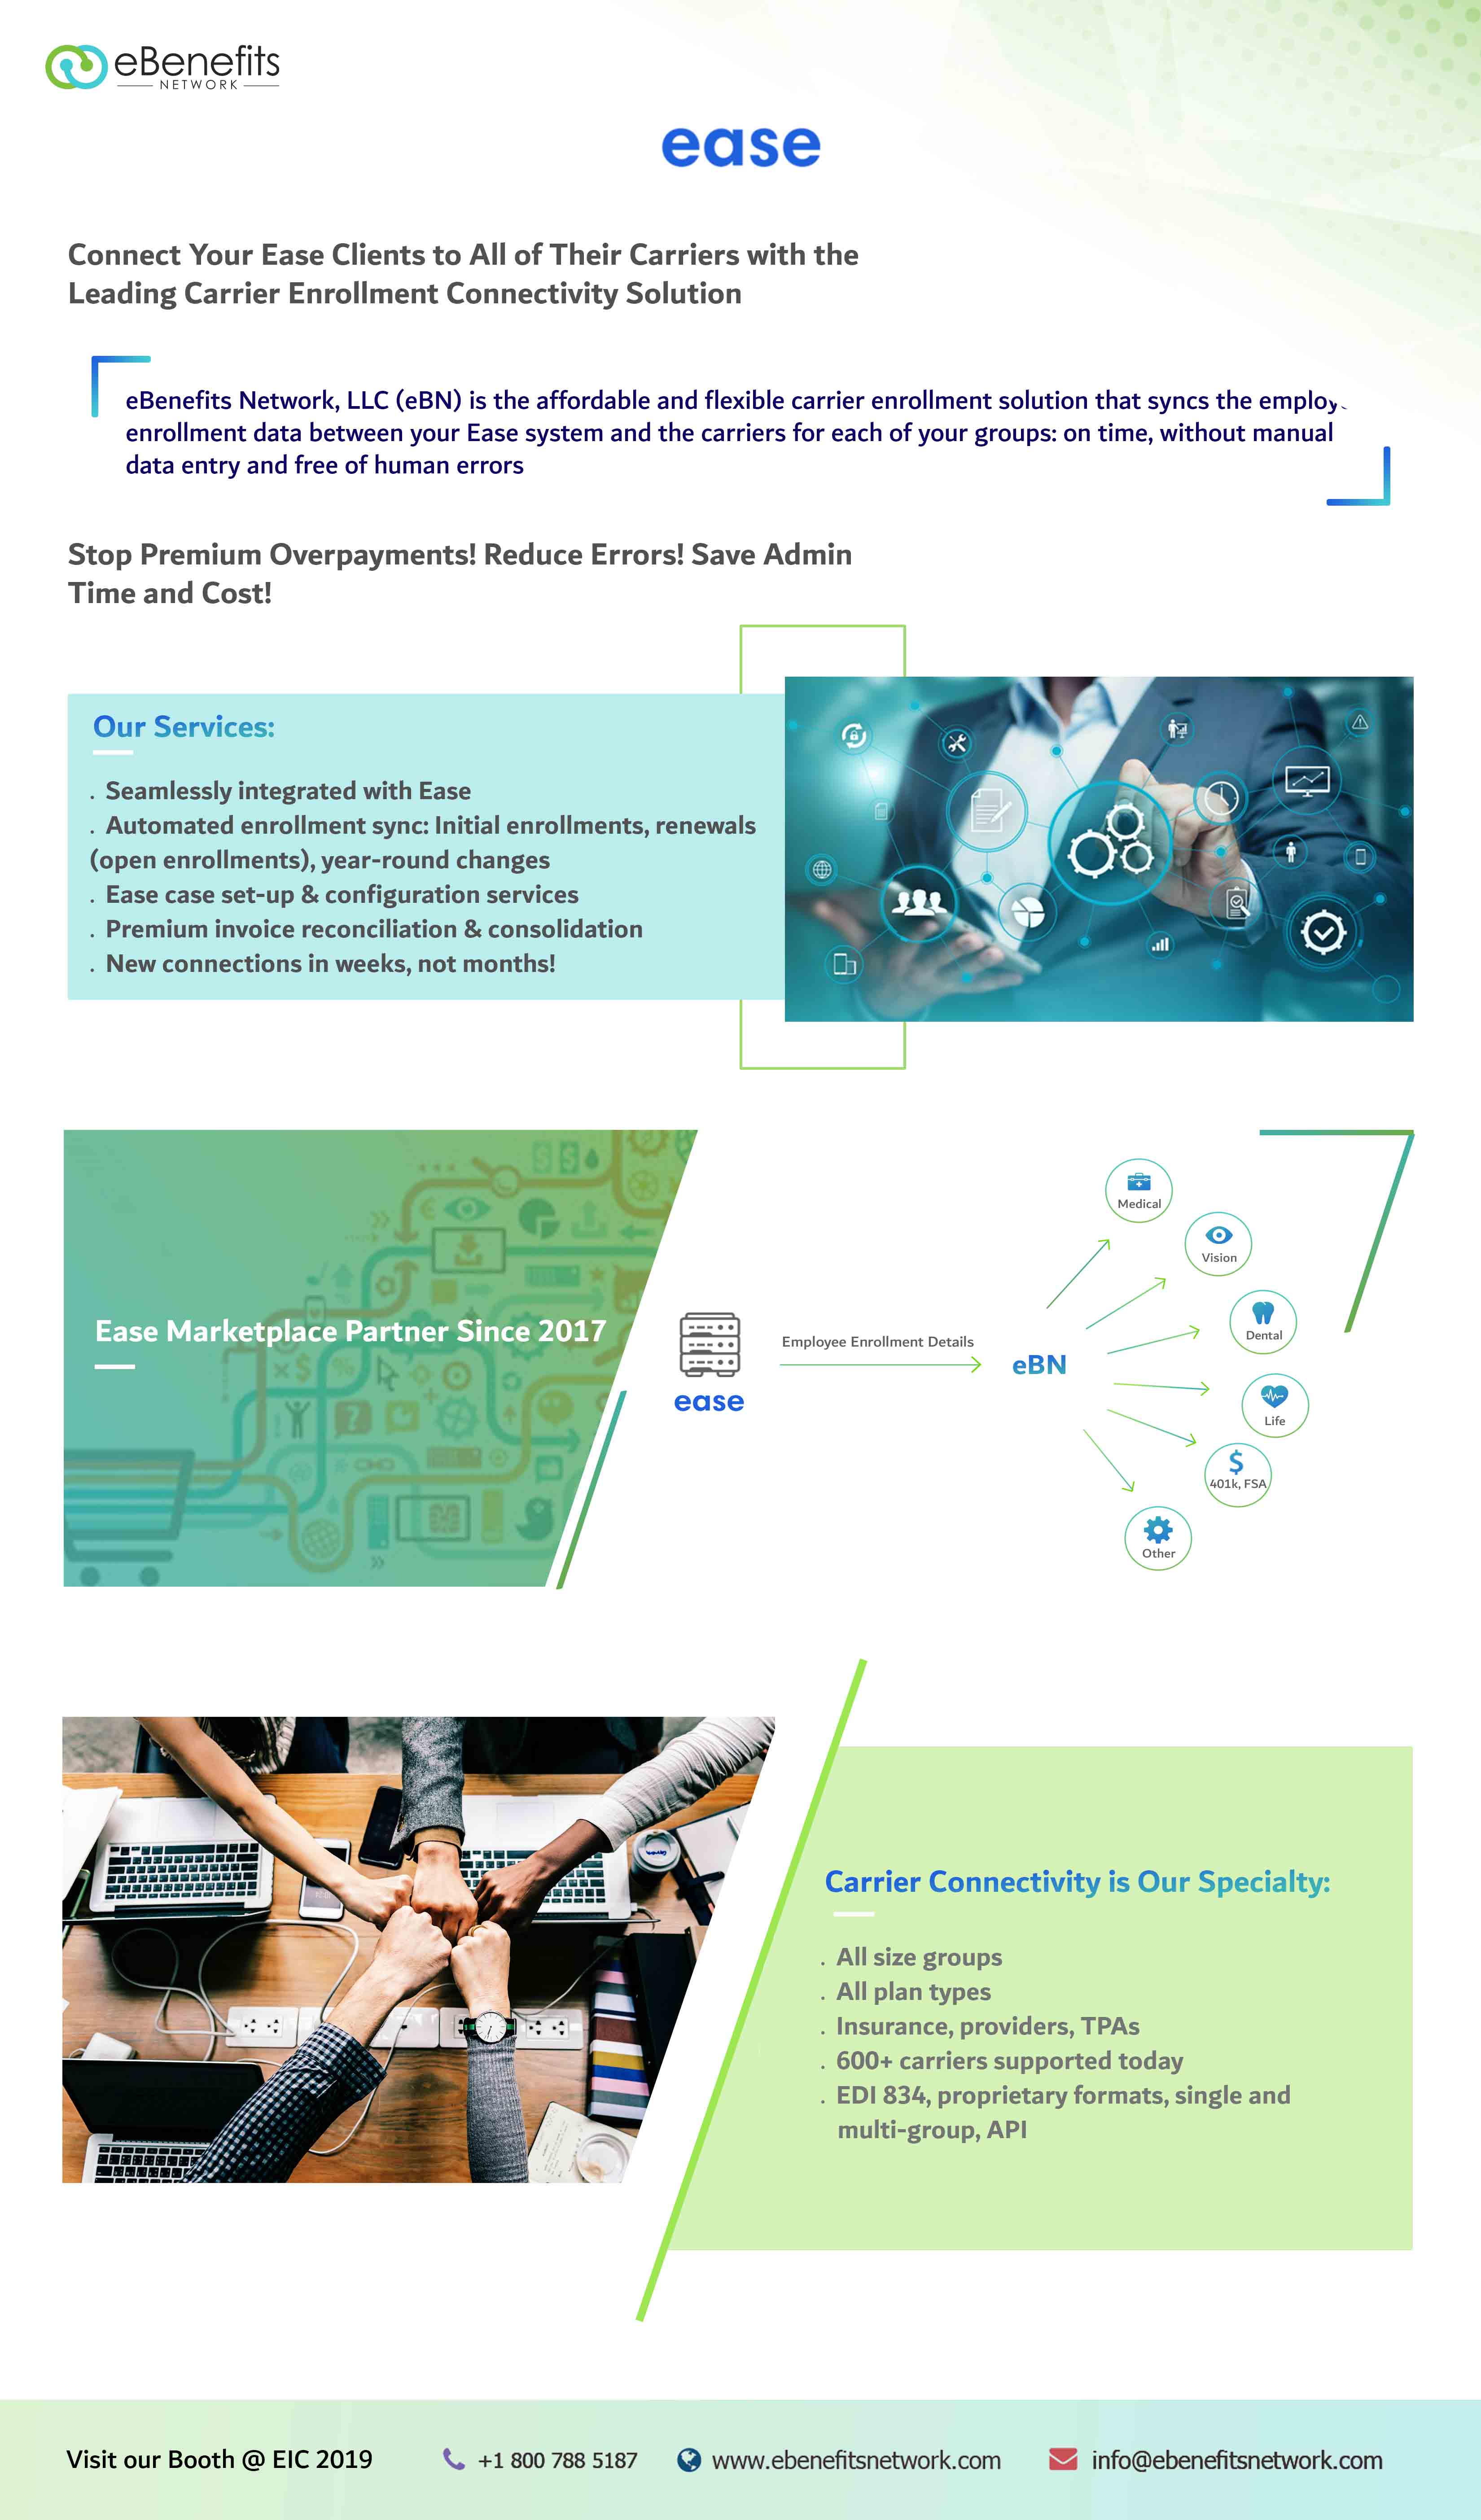 eBenefits
NETWORK
ease
Connect Your Ease Clients to All of Their Carriers with the
Leading Carrier Enrollment Connectivity Solution
eBenefits Network, LLC (eBN) is the affordable and flexible carrier enrollment solution that syncs the
enrollment data between your Ease system and the carriers for each of your groups: on time, without manual
data entry and free of human errors
Stop Premium Overpayments! Reduce Errors! Save Admin
Time and Cost!
Our Services:
. Seamlessly integrated with Ease
. Automated enrollment sync: Initial enrollments, renewals
(open enrollments), year-round changes
. Ease case set-up & configuration services
. Premium invoice reconciliation & consolidation
. New connections in weeks, not months!
Ease Marketplace Partner Since 2017
ease
Employee Enrollment Details
eBN
Medical
Vision
Dental
Life
$
401k, FSA
Other
Carrier Connectivity is Our Specialty:
. All size groups
. All plan types
. Insurance, providers, TPAs
. 600+ carriers supported today
. EDI 834, proprietary formats, single and
multi-group, API
Visit our Booth @ EIC 2019
+1 800 788 5187
www.ebenefitsnetwork.com
info@ebenefitsnetwork.com